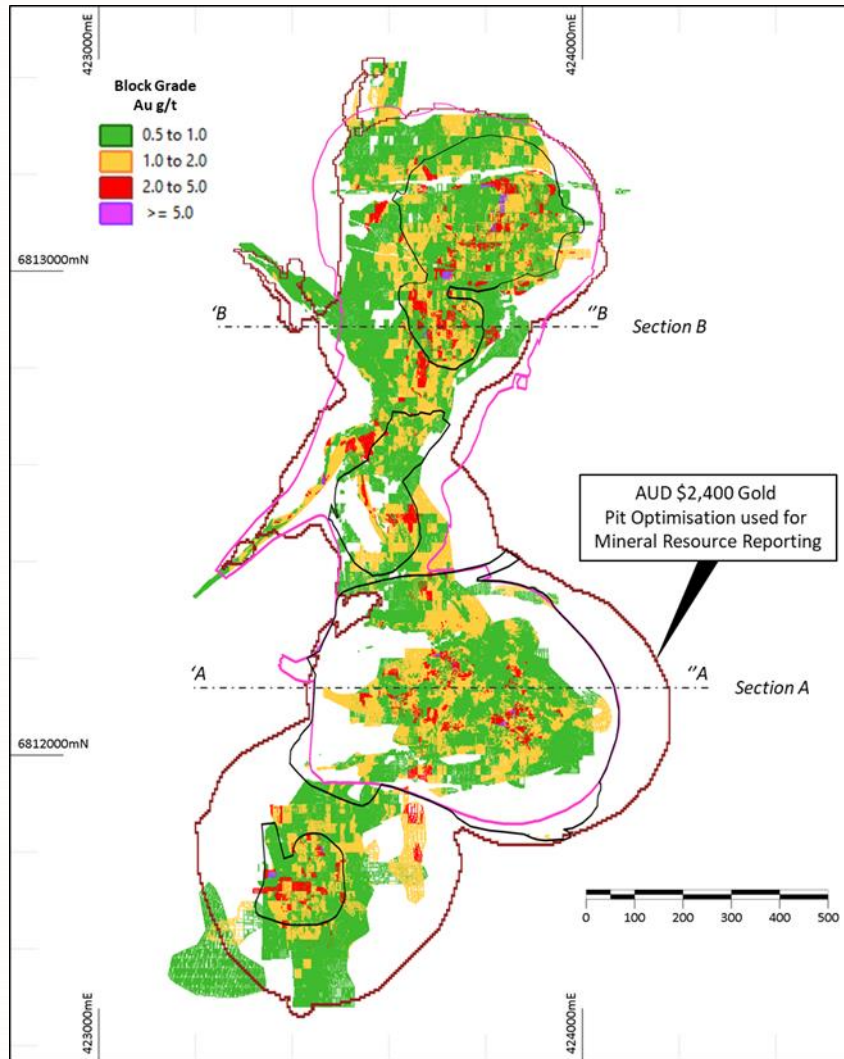 423000mE
424000mE
Block Grade
Au g/t
0.5 to 1.0
1.0 to 2.0
2.0 to 5.0
>= 5.0
6813000mN
'B
"B
Section B
AUD $2,400 Gold
Pit Optimisation used for
Mineral Resource Reporting
'A
"A
Section A
6812000mN
0 100 200 300 400 500
423000mE
424000mE